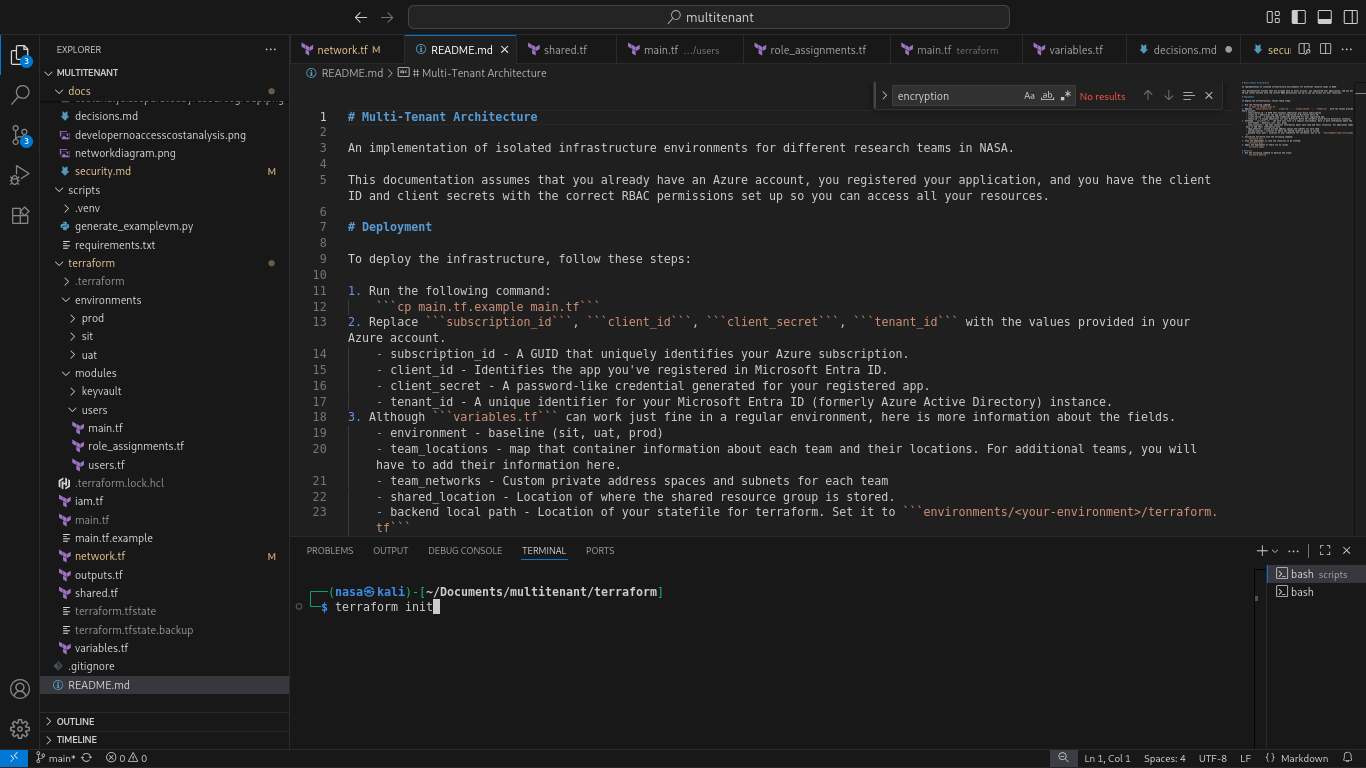 multitenant
EXPLORER
MULTITENANT
docs
decisions.md
developernoaccesscostanalysis.png
networkdiagram.png
security.md M
scripts
.venv
generate_examplevm.py
requirements.txt
terraform
.terraform
environments
prod
sit
uat
modules
keyvault
users
main.tf
role_assignments.tf
users.tf
.terraform.lock.hcl
iam.tf
main.tf
main.tf.example
network.tf M
outputs.tf
shared.tf
terraform.tfstate
terraform.tfstate.backup
variables.tf
.gitignore
README.md
OUTLINE
TIMELINE
3
3
network.tf M
README.md
shared.tf
main.tf .../users
role_assignments.tf
main.tf terraform
variables.tf
decisions.md
secu
README.md > # Multi-Tenant Architecture
encryption
Aa ab .*
No results
1 # Multi-Tenant Architecture
2
3 An implementation of isolated infrastructure environments for different research teams in NASA.
4
5 This documentation assumes that you already have an Azure account, you registered your application, and you have the client
ID and client secrets with the correct RBAC permissions set up so you can access all your resources.
6
7 # Deployment
8
9 To deploy the infrastructure, follow these steps:
10
11 1. Run the following command:
12 ```cp main.tf.example main.tf```
13 2. Replace ```subscription_id```, ```client_id```, ```client_secret```, ```tenant_id``` with the values provided in your
Azure account.
14 - subscription_id - A GUID that uniquely identifies your Azure subscription.
15 - client_id - Identifies the app you've registered in Microsoft Entra ID.
16 - client_secret - A password-like credential generated for your registered app.
17 - tenant_id - A unique identifier for your Microsoft Entra ID (formerly Azure Active Directory) instance.
18 3. Although ```variables.tf``` can work just fine in a regular environment, here is more information about the fields.
19 - environment - baseline (sit, uat, prod)
20 - team_locations - map that container information about each team and their locations. For additional teams, you will
have to add their information here.
21 - team_networks - Custom private address spaces and subnets for each team
22 - shared_location - Location of where the shared resource group is stored.
23 - backend local path - Location of your statefile for terraform. Set it to ```environments/<your-environment>/terraform.
tf```
PROBLEMS OUTPUT DEBUG CONSOLE TERMINAL PORTS
(nasa㉿kali)-[~/Documents/multitenant/terraform]
$ terraform init
bash scripts
bash
main* 0 0
Ln 1, Col 1 Spaces: 4 UTF-8 LF {} Markdown